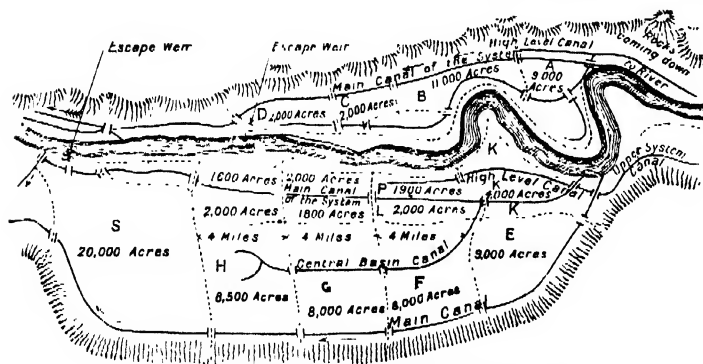 Escape Weir
Escape Weir
High Level Canal
Main Canal of the System
Rocks
coming down
to River
A
9,000
Acres
11,000 Acres
B
C
2,000 Acres
D
4,000 Acres
K
Upper System
Canal
High Level Canal
K
4,000 Acres
K
1600 Acres
2,000 Acres
Main Canal
of the System
P
1900 Acres
L
2,000 Acres
2,000 Acres
1800 Acres
S
20,000 Acres
4 Miles
4 Miles
4 Miles
E
9,000 Acres
H
Central Basin Canal
G
F
8,500 Acres
8,000 Acres
8,000 Acres
Main Canal